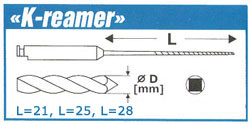 «K-reamer»
L
Ø D
[mm]
L=21, L=25, L=28